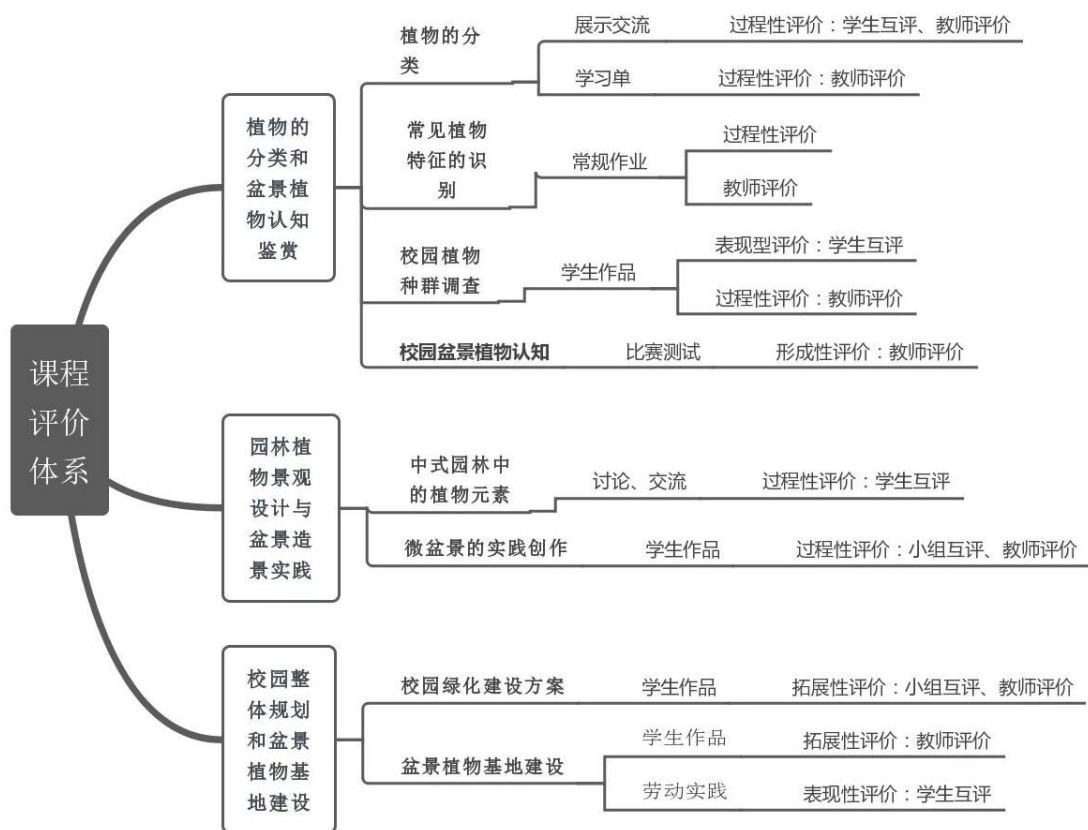 课程
评价
体系
植物的
分类和
盆景植
物认知
鉴赏
植物的分
类
展示交流
过程性评价：学生互评、教师评价
学习单
过程性评价：教师评价
常见植物
特征的识
别
常规作业
过程性评价
教师评价
校园植物
种群调查
学生作品
表现型评价：学生互评
过程性评价：教师评价
校园盆景植物认知
比赛测试
形成性评价：教师评价
园林植
物景观
设计与
盆景造
景实践
中式园林中
的植物元素
讨论、交流
过程性评价：学生互评
微盆景的实践创作
学生作品
过程性评价：小组互评、教师评价
校园整
体规划
和盆景
植物基
地建设
校园绿化建设方案
学生作品
拓展性评价：小组互评、教师评价
盆景植物基地建设
学生作品
拓展性评价：教师评价
劳动实践
表现性评价：学生互评